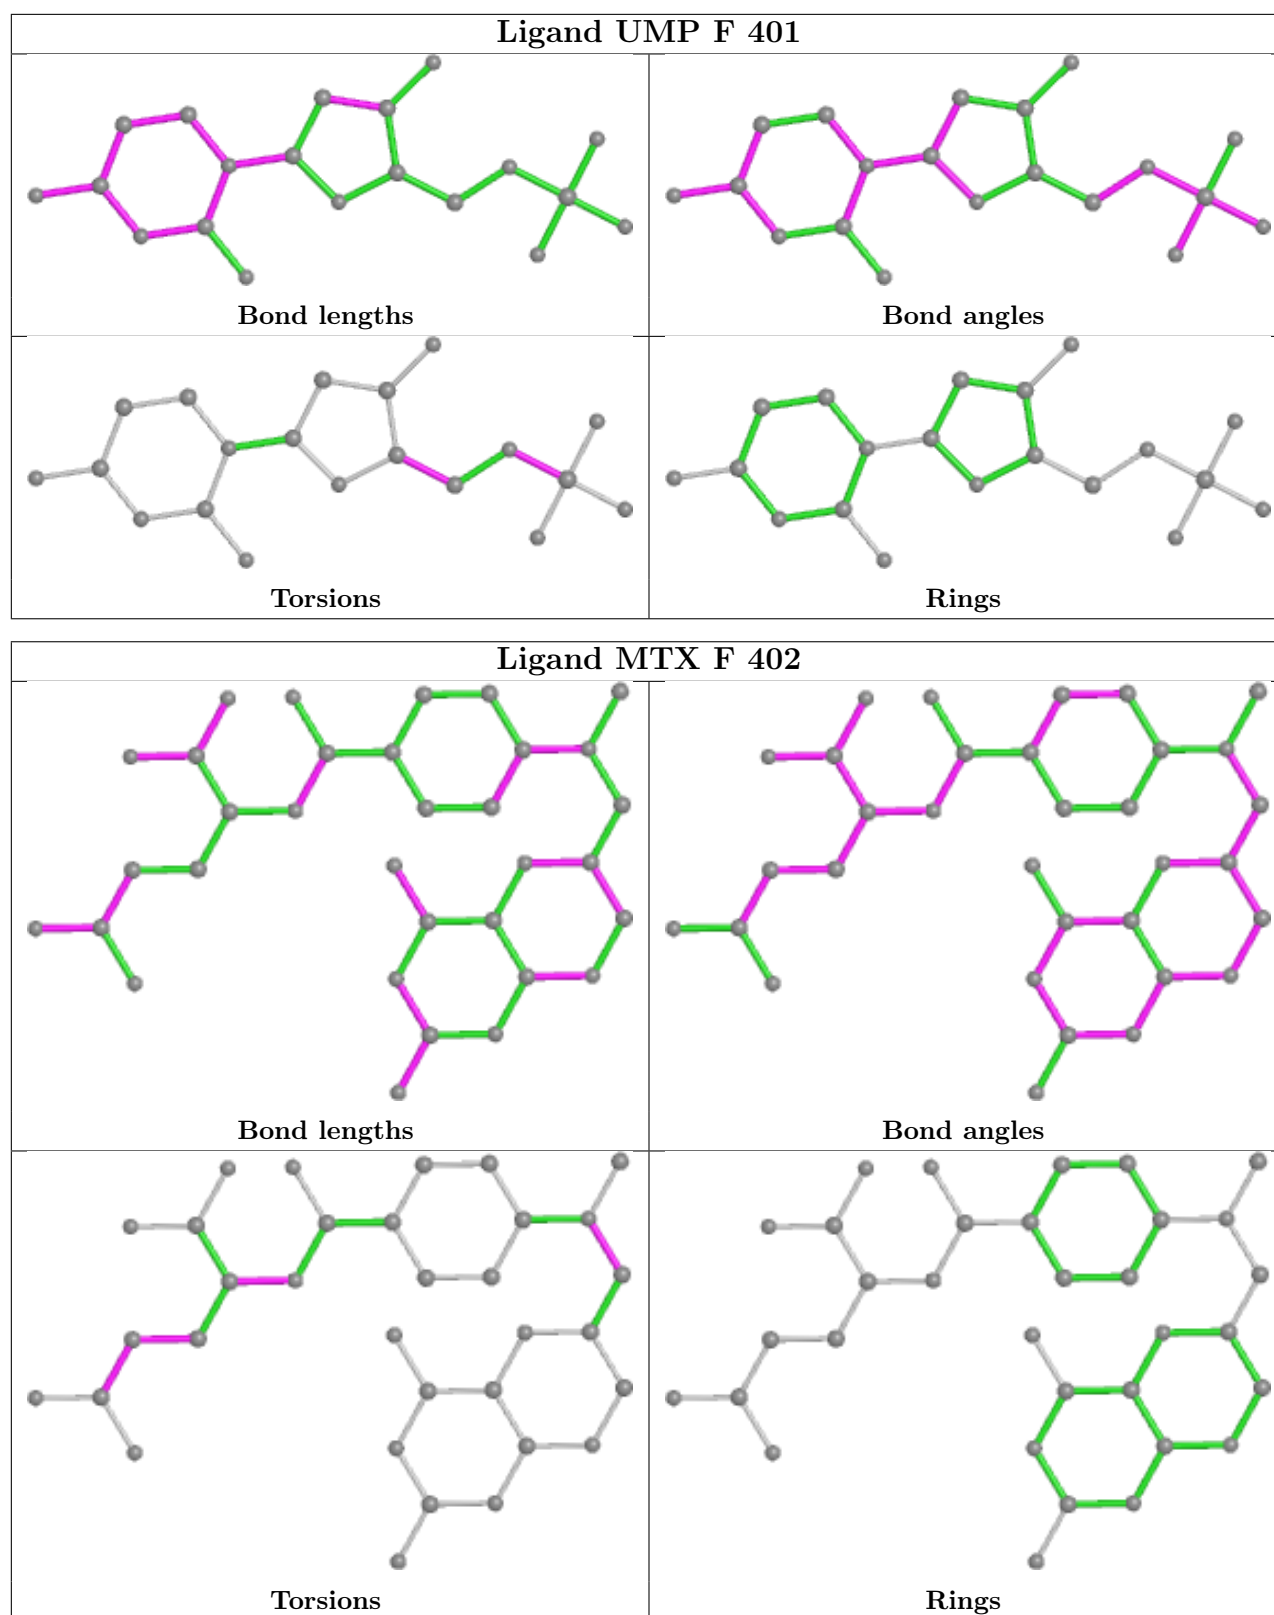 Ligand UMP F 401
Bond lengths
Bond angles
Torsions
Rings
Ligand MTX F 402
Bond lengths
Bond angles
Torsions
Rings